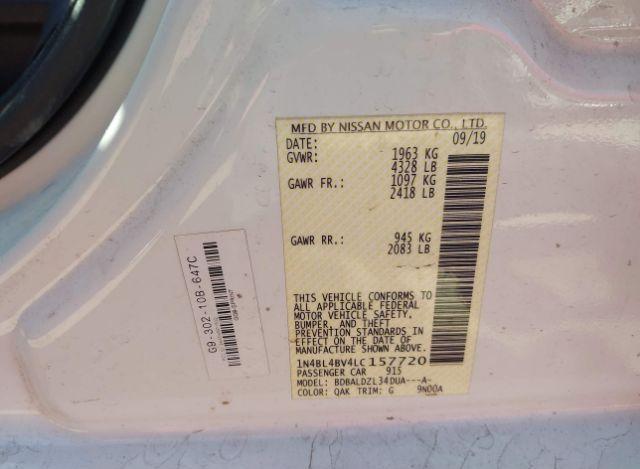 MFD BY NISSAN MOTOR CO., LTD.
DATE: 09/19
GVWR: 1963 KG
4328 LB
GAWR FR.: 1097 KG
2418 LB
GAWR RR.: 945 KG
2083 LB
THIS VEHICLE CONFORMS TO
ALL APPLICABLE FEDERAL
MOTOR VEHICLE SAFETY,
BUMPER, AND THEFT
PREVENTION STANDARDS IN
EFFECT ON THE DATE OF
MANUFACTURE SHOWN ABOVE.
1N4BL4BV4LC157720
PASSENGER CAR 915
MODEL: BDBALDZL34DUA---A-
COLOR: QAK TRIM: G 9N00A
G9-302-10B-647C